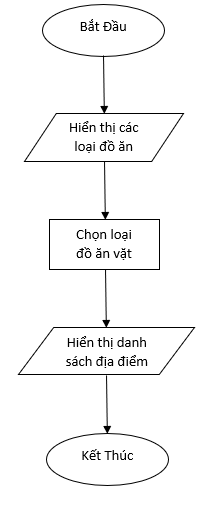 Bắt Đầu
Hiển thị các
loại đồ ăn
Chọn loại
đồ ăn vặt
Hiển thị danh
sách địa điểm
Kết Thúc